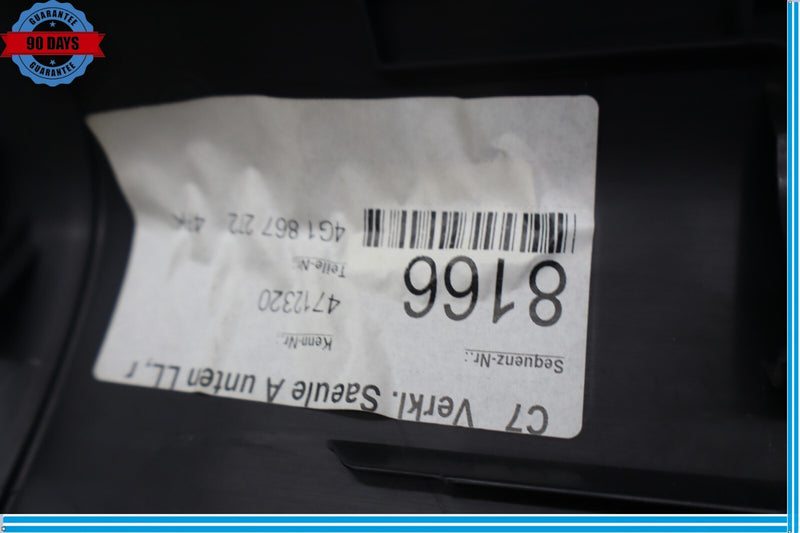 GUARANTEE
90 DAYS
GUARANTEE
C7 Verkl. Saeule A unten LL, r
Sequenz-Nr.:
8166
Kenn-Nr.:
4712320
Teile-Nr.
4G1 867 272